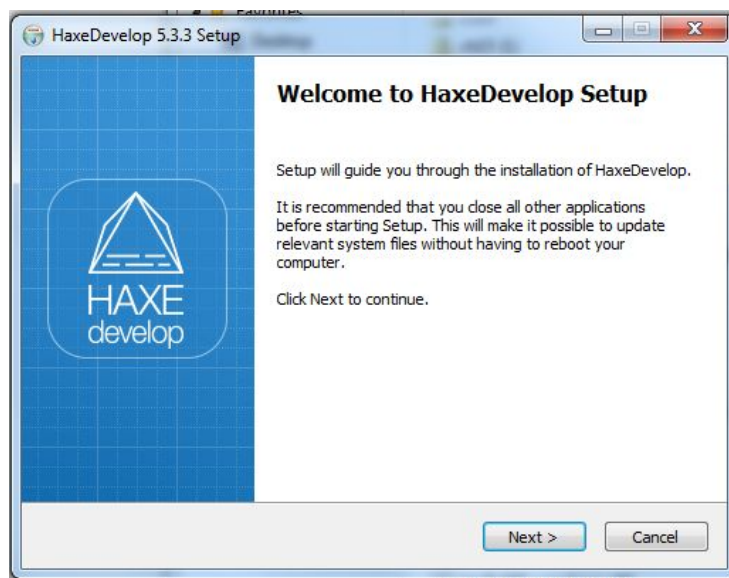 HaxeDevelop 5.3.3 Setup
Welcome to HaxeDevelop Setup
Setup will guide you through the installation of HaxeDevelop.
It is recommended that you close all other applications
before starting Setup. This will make it possible to update
relevant system files without having to reboot your
computer.
Click Next to continue.
HAXE
develop
Next >
Cancel